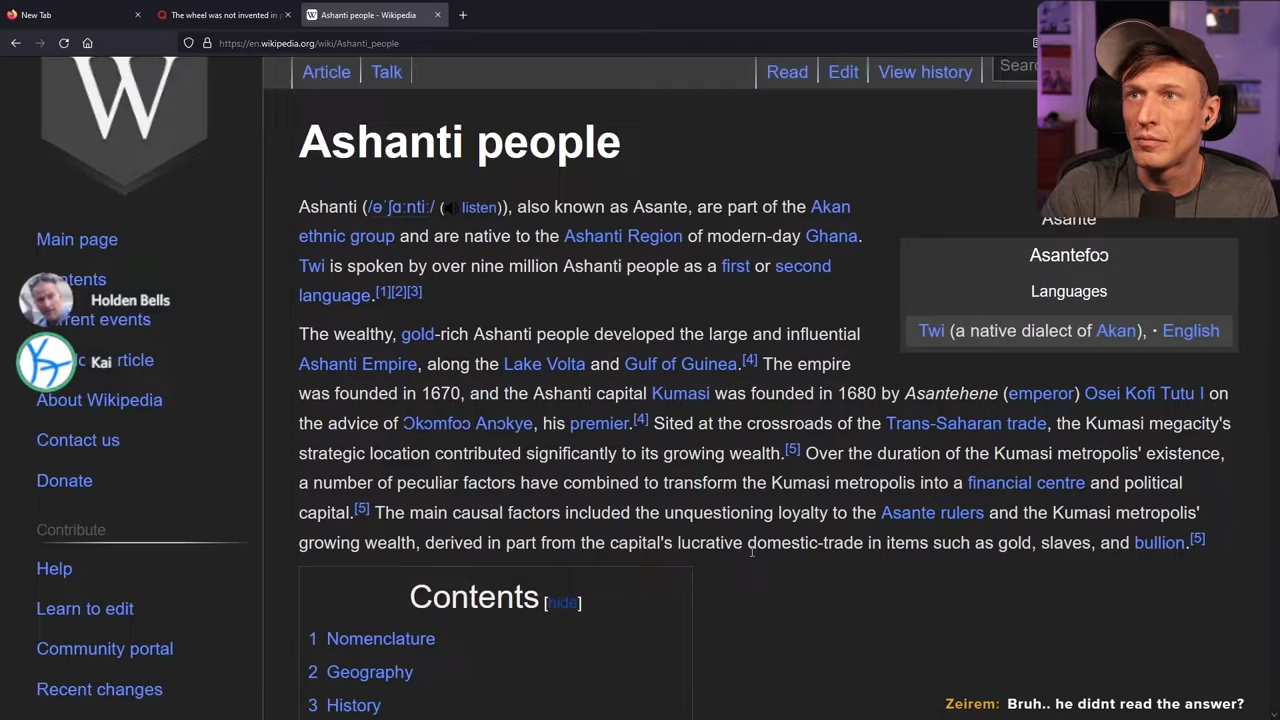 New Tab
The wheel was not invented in
Ashanti people - Wikipedia
https://en.wikipedia.org/wiki/Ashanti_people
Article Talk Read Edit View history Sear
Ashanti people
Ashanti (/əˈʃɑːntiː/ (listen)), also known as Asante, are part of the Akan
ethnic group and are native to the Ashanti Region of modern-day Ghana.
Twi is spoken by over nine million Ashanti people as a first or second
language.[1][2][3]
The wealthy, gold-rich Ashanti people developed the large and influential
Ashanti Empire, along the Lake Volta and Gulf of Guinea.[4] The empire
was founded in 1670, and the Ashanti capital Kumasi was founded in 1680 by Asantehene (emperor) Osei Kofi Tutu I on
the advice of Ɔkɔmfoɔ Anɔkye, his premier.[4] Sited at the crossroads of the Trans-Saharan trade, the Kumasi megacity's
strategic location contributed significantly to its growing wealth.[5] Over the duration of the Kumasi metropolis' existence,
a number of peculiar factors have combined to transform the Kumasi metropolis into a financial centre and political
capital.[5] The main causal factors included the unquestioning loyalty to the Asante rulers and the Kumasi metropolis'
growing wealth, derived in part from the capital's lucrative domestic-trade in items such as gold, slaves, and bullion.[5]
Asante
Asantefoɔ
Languages
Twi (a native dialect of Akan), · English
Contents [hide]
1 Nomenclature
2 Geography
3 History
Main page
ntents
Holden Bells
rrent events
Kai
rticle
About Wikipedia
Contact us
Donate
Contribute
Help
Learn to edit
Community portal
Recent changes
Zeirem: Bruh.. he didnt read the answer?